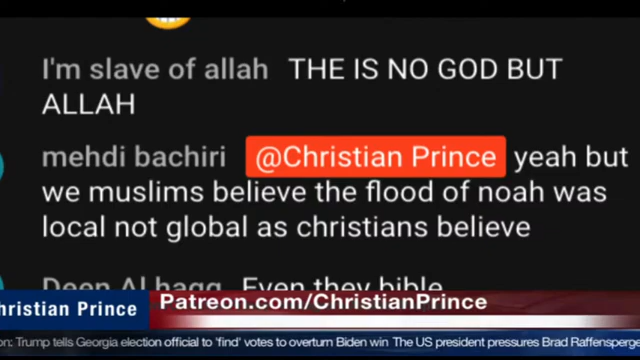 I'm slave of allah THE IS NO GOD BUT
ALLAH
mehdi bachiri @Christian Prince yeah but
we muslims believe the flood of noah was
local not global as christians believe
Deen Al haqq Even they bible
hristian Prince
Patreon.com/ChristianPrince
on: Trump tells Georgia election official to 'find' votes to overturn Biden win The US president pressures Brad Raffensperge